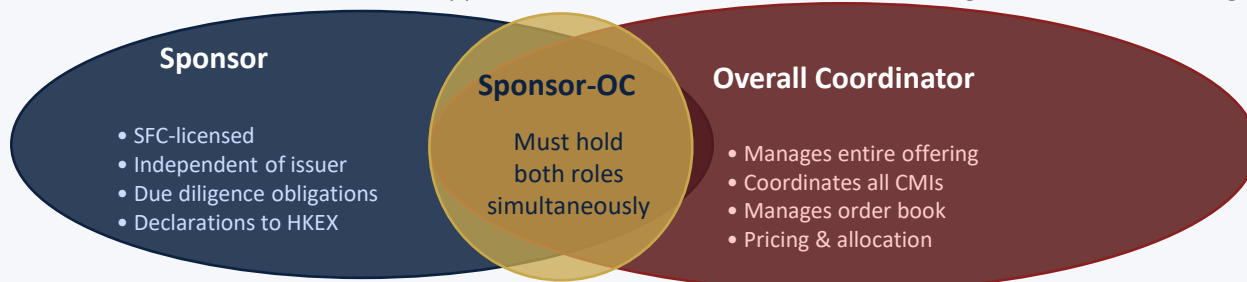 Sponsor
• SFC-licensed
• Independent of issuer
• Due diligence obligations
• Declarations to HKEX
Sponsor-OC
Must hold
both roles
simultaneously
Overall Coordinator
• Manages entire offering
• Coordinates all CMIs
• Manages order book
• Pricing & allocation